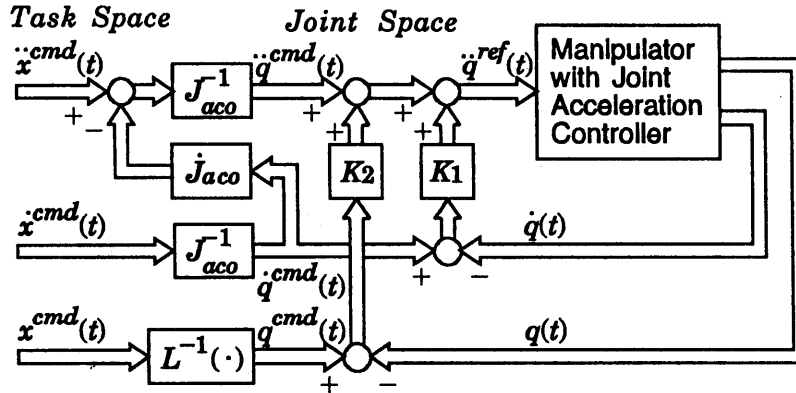 Task Space
Joint Space
ẍ^cmd(t)
+
−
J_aco^−1
q̈^cmd(t)
+
+
+
+
q̈^ref(t)
Manipulator
with Joint
Acceleration
Controller
J̇_aco
K2
K1
ẋ^cmd(t)
J_aco^−1
q̇^cmd(t)
+
−
q̇(t)
x^cmd(t)
L^−1(·)
q^cmd(t)
+
−
q(t)